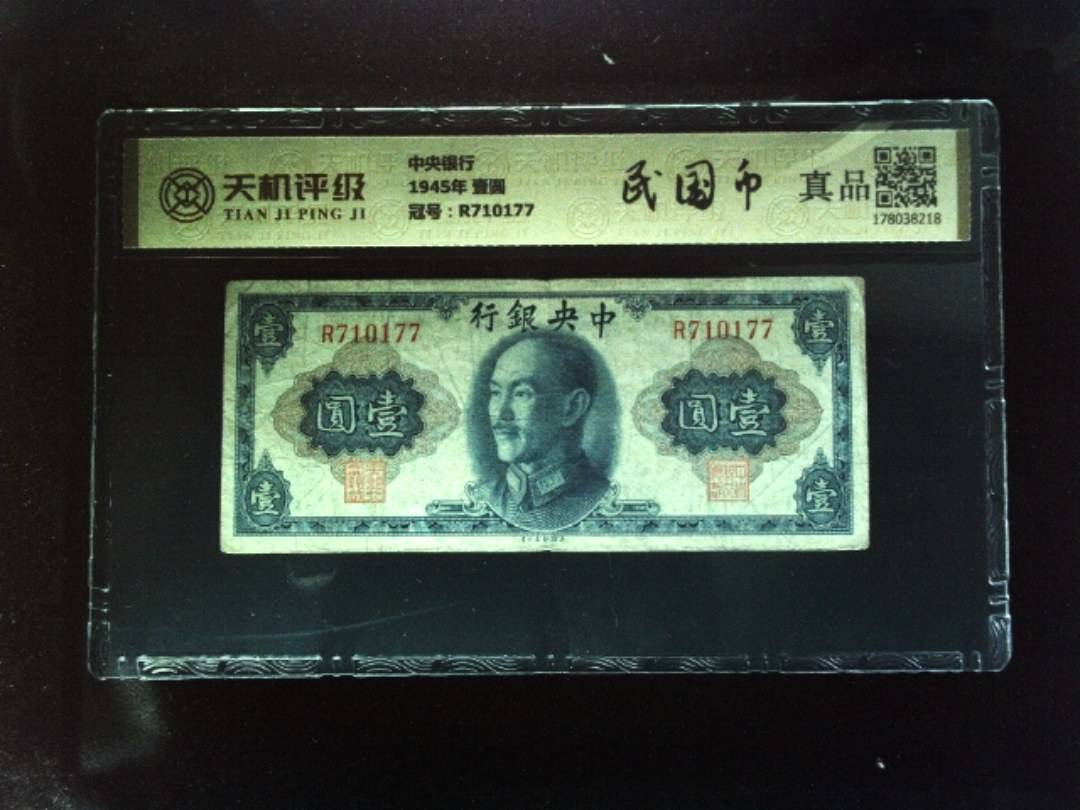 天机评级
TIAN JI PING JI
中央银行
1945年 壹圆
冠号：R710177
民国币
真品
178038218
行銀央中
R710177
R710177
壹
壹
圓壹
圓壹
壹
壹